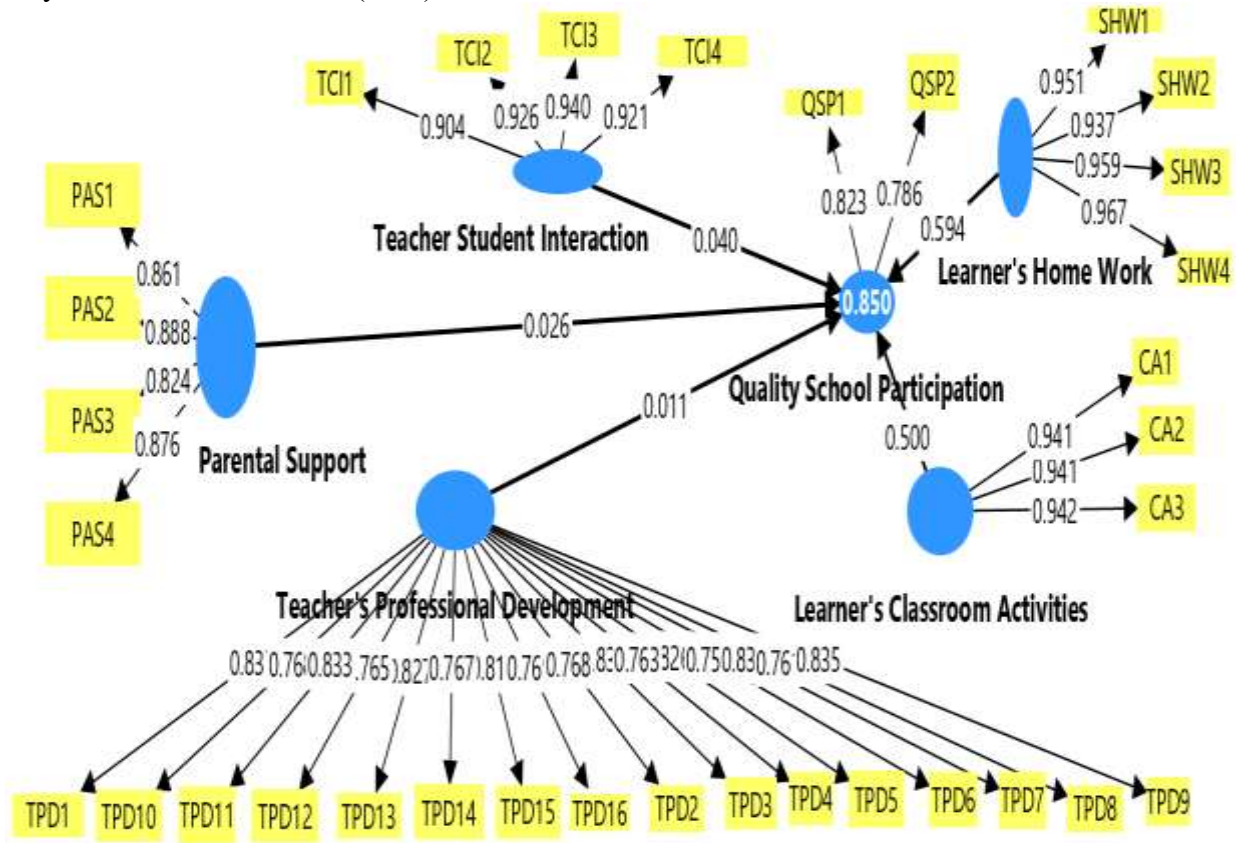 SHW1
TCI3
TCI2
TCI4
TCI1
QSP1
QSP2
SHW2
SHW3
SHW4
0.904
0.926
0.940
0.921
0.823
0.786
0.951
0.937
0.959
0.967
PAS1
PAS2
PAS3
PAS4
0.861
0.888
0.824
0.876
Teacher Student Interaction
0.040
0.594
Learner's Home Work
0.850
0.026
Quality School Participation
0.011
0.500
Parental Support
CA1
CA2
CA3
0.941
0.941
0.942
Teacher's Professional Development
Learner's Classroom Activities
0.833
0.767
0.768
0.763
0.835
TPD1
TPD10
TPD11
TPD12
TPD13
TPD14
TPD15
TPD16
TPD2
TPD3
TPD4
TPD5
TPD6
TPD7
TPD8
TPD9